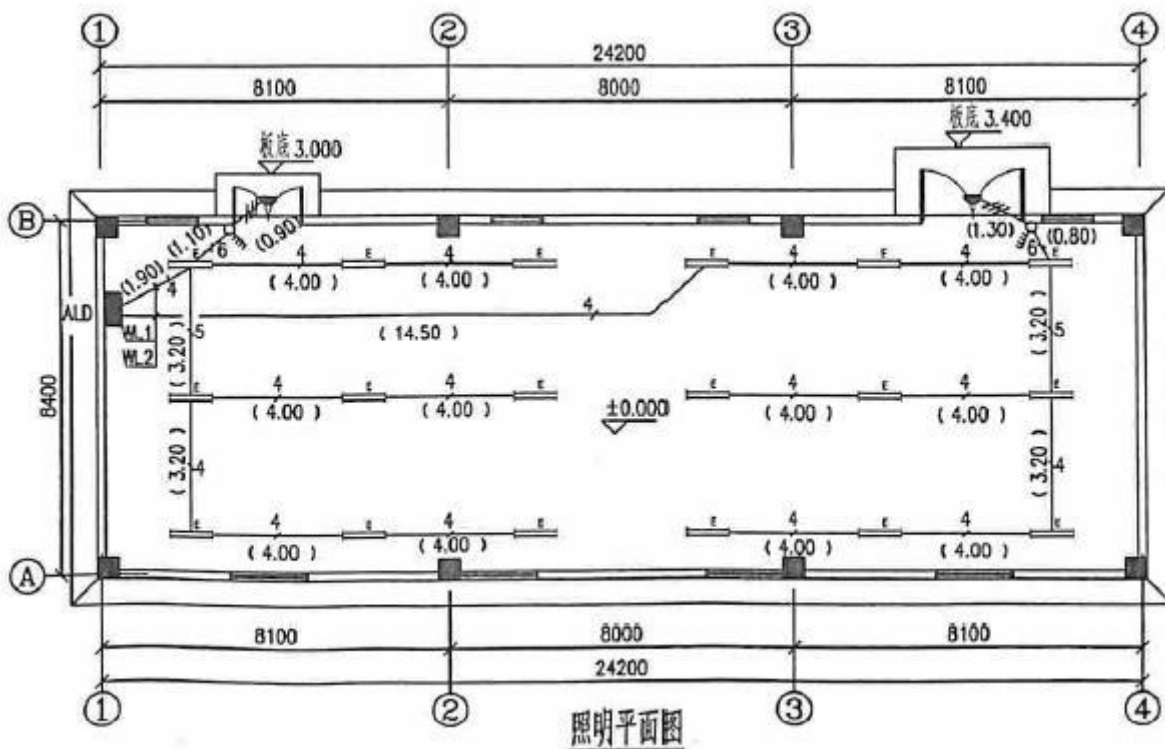 ① ② ③ ④
24200
8100 8000 8100
板底 3.000
板底 3.400
B
(1.90) (1.10) 6 (0.90)
(1.30) 6 (0.80)
E 4 E 4 E
E 4 E 4 E
(4.00) (4.00)
(4.00) (4.00)
4
4
ALD
(14.50)
WL1
WL2
(3.20) 5
(3.20) 5
8400
E 4 E 4 E
E 4 E 4 E
(4.00) (4.00)
(4.00) (4.00)
±0.000
(3.20) 4
(3.20) 4
E 4 E 4 E
E 4 E 4 E
(4.00) (4.00)
(4.00) (4.00)
A
8100 8000 8100
24200
① ② ③ ④
照明平面图